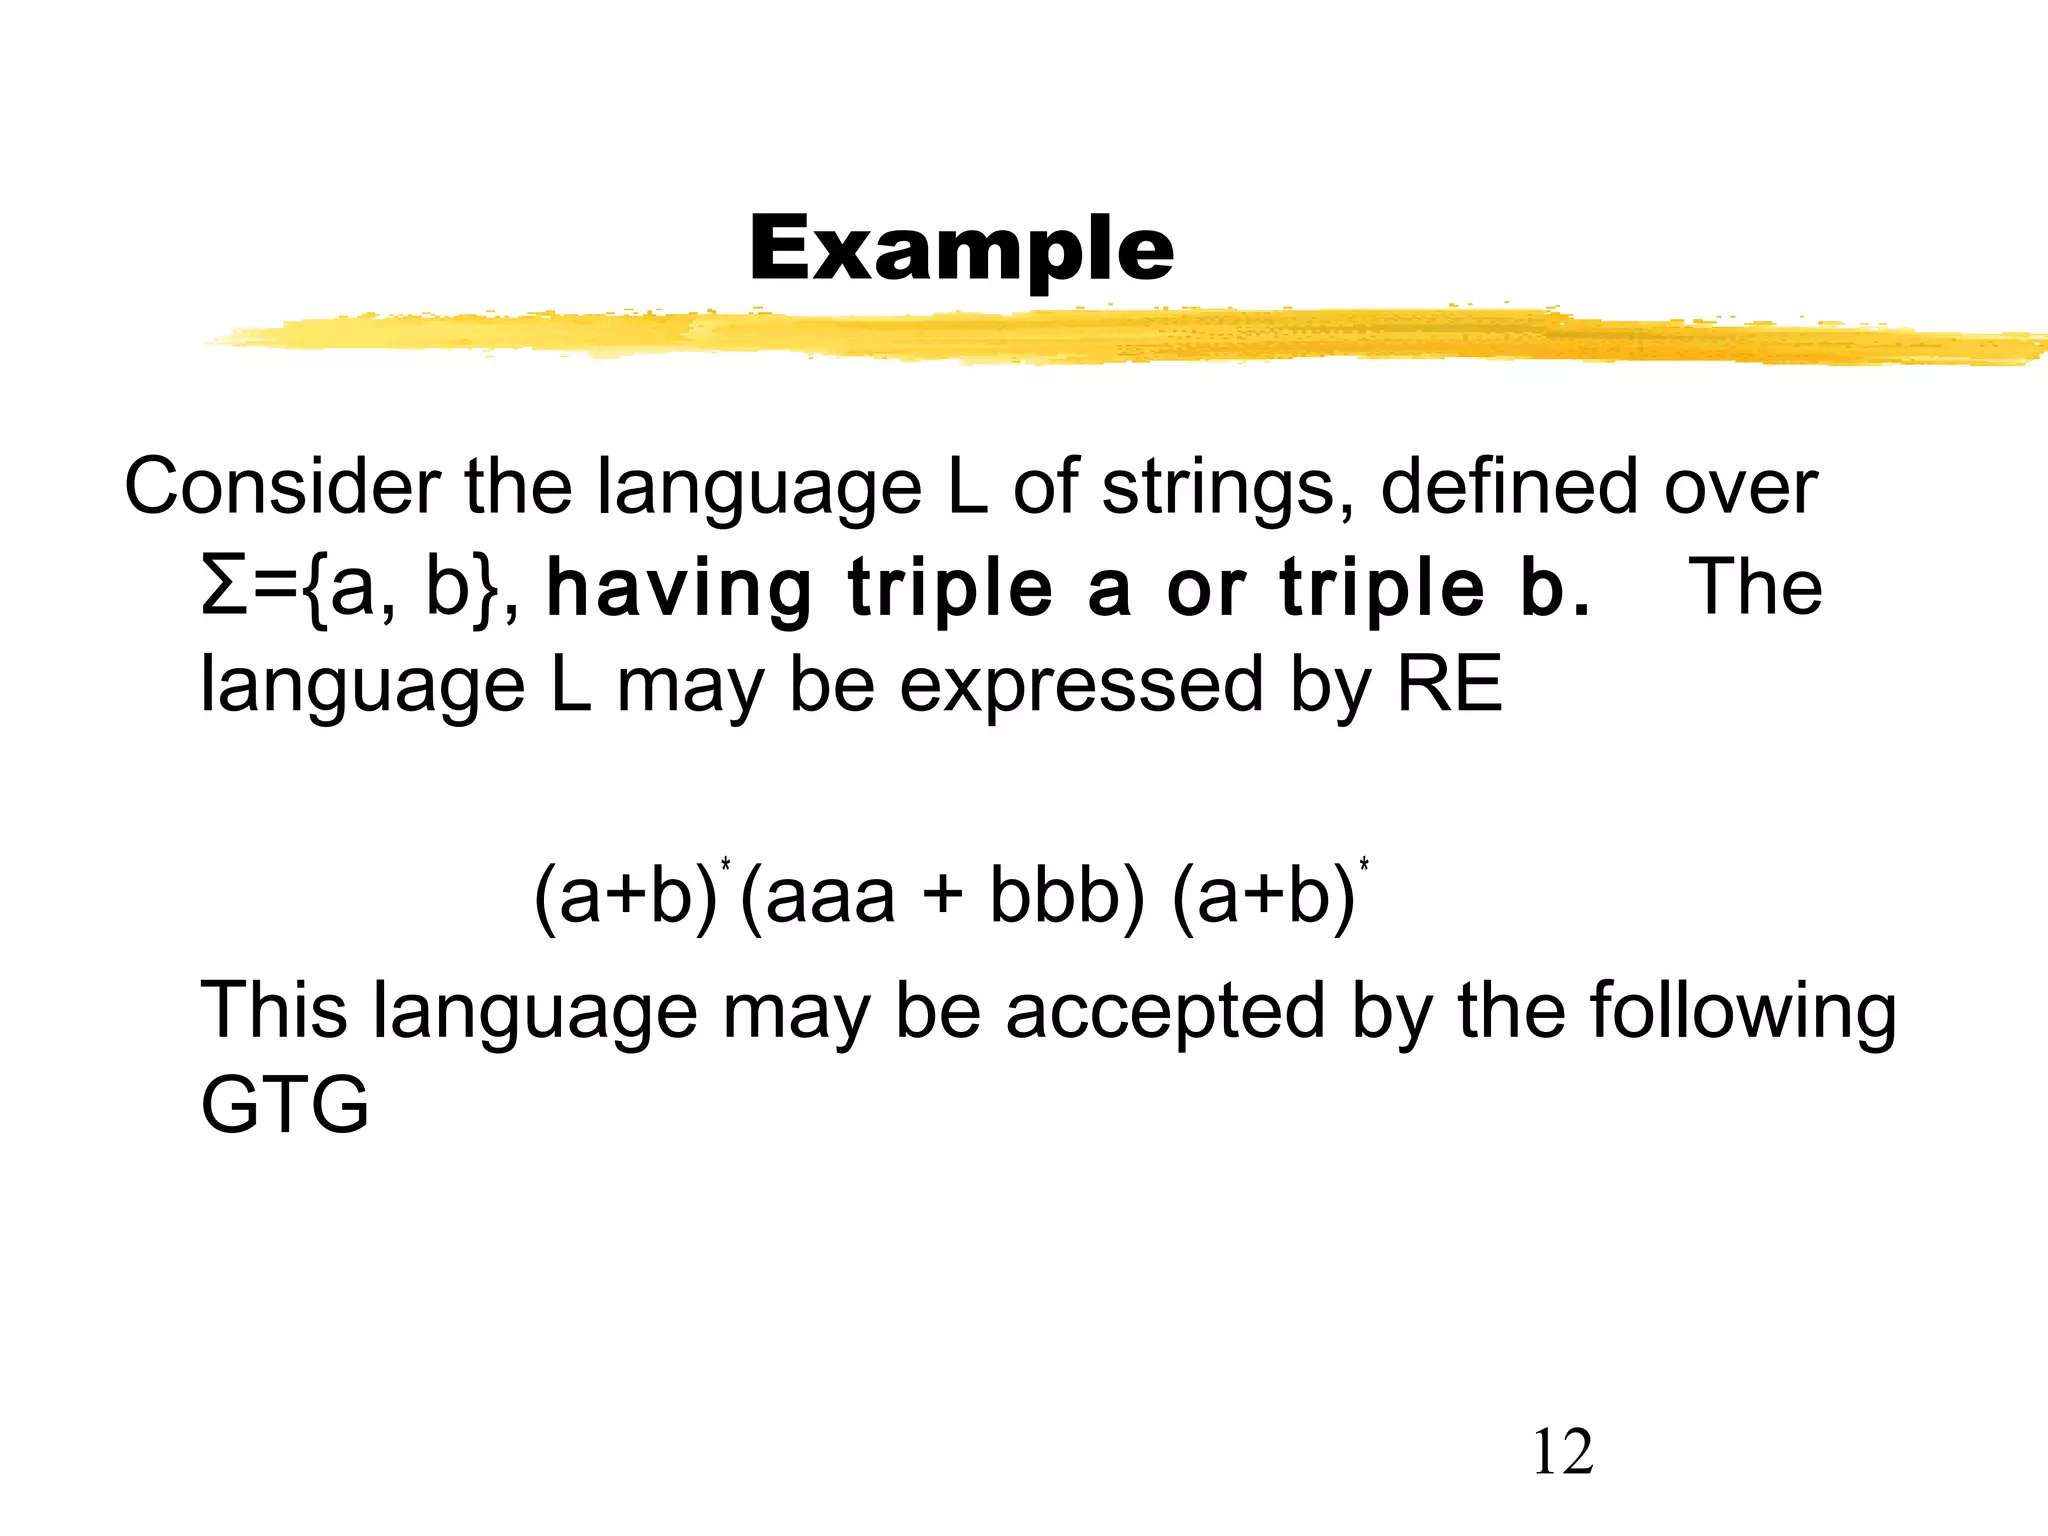 Example
Consider the language L of strings, defined over
Σ={a, b}, having triple a or triple b. The
language L may be expressed by RE
(a+b)*(aaa + bbb) (a+b)*
This language may be accepted by the following
GTG
12